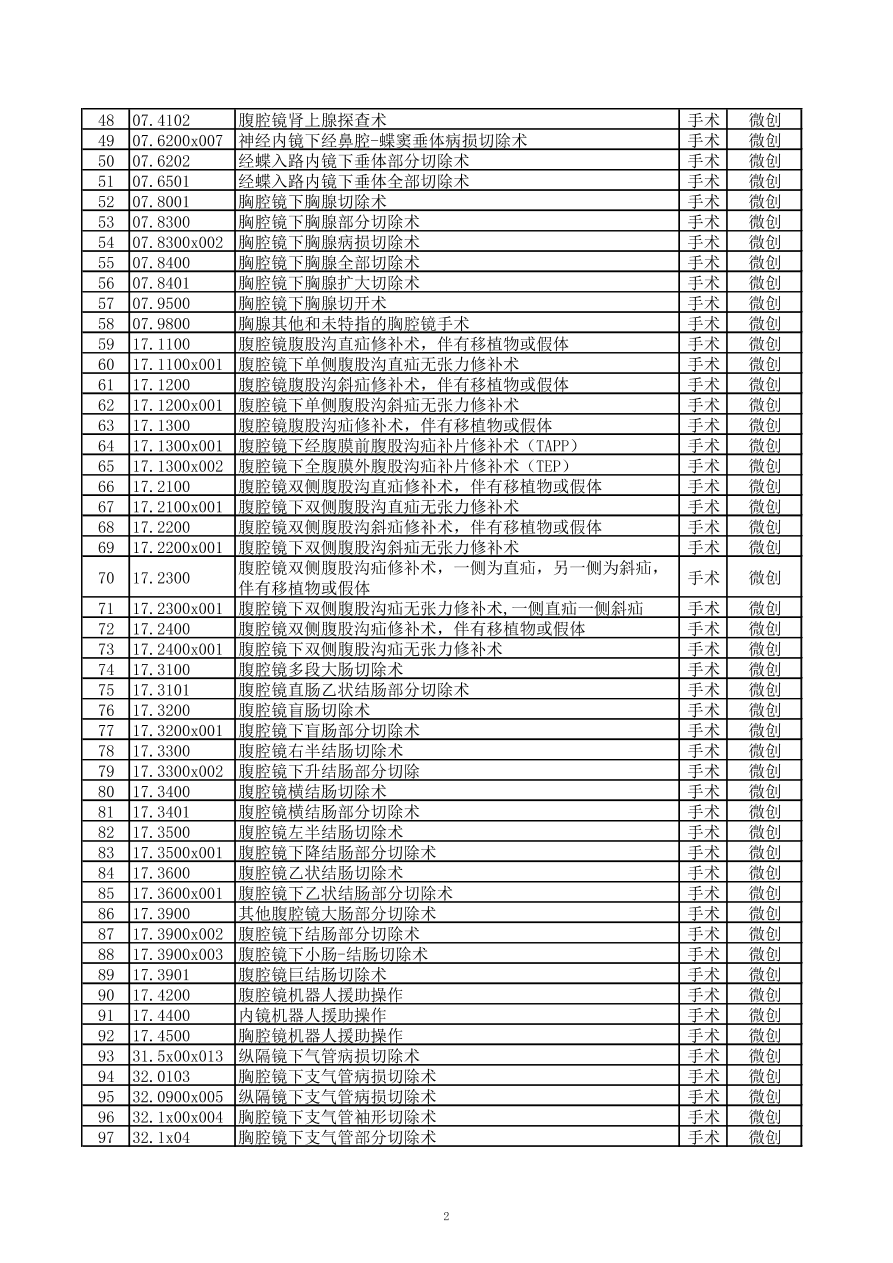 48 07.4102 腹腔镜肾上腺探查术 手术 微创
49 07.6200x007 神经内镜下经鼻腔-蝶窦垂体病损切除术 手术 微创
50 07.6202 经蝶入路内镜下垂体部分切除术 手术 微创
51 07.6501 经蝶入路内镜下垂体全部切除术 手术 微创
52 07.8001 胸腔镜下胸腺切除术 手术 微创
53 07.8300 胸腔镜下胸腺部分切除术 手术 微创
54 07.8300x002 胸腔镜下胸腺病损切除术 手术 微创
55 07.8400 胸腔镜下胸腺全部切除术 手术 微创
56 07.8401 胸腔镜下胸腺扩大切除术 手术 微创
57 07.9500 胸腔镜下胸腺切开术 手术 微创
58 07.9800 胸腺其他和未特指的胸腔镜手术 手术 微创
59 17.1100 腹腔镜腹股沟直疝修补术，伴有移植物或假体 手术 微创
60 17.1100x001 腹腔镜下单侧腹股沟直疝无张力修补术 手术 微创
61 17.1200 腹腔镜腹股沟斜疝修补术，伴有移植物或假体 手术 微创
62 17.1200x001 腹腔镜下单侧腹股沟斜疝无张力修补术 手术 微创
63 17.1300 腹腔镜腹股沟疝修补术，伴有移植物或假体 手术 微创
64 17.1300x001 腹腔镜下经腹膜前腹股沟疝补片修补术（TAPP） 手术 微创
65 17.1300x002 腹腔镜下全腹膜外腹股沟疝补片修补术（TEP） 手术 微创
66 17.2100 腹腔镜双侧腹股沟直疝修补术，伴有移植物或假体 手术 微创
67 17.2100x001 腹腔镜下双侧腹股沟直疝无张力修补术 手术 微创
68 17.2200 腹腔镜双侧腹股沟斜疝修补术，伴有移植物或假体 手术 微创
69 17.2200x001 腹腔镜下双侧腹股沟斜疝无张力修补术 手术 微创
70 17.2300 腹腔镜双侧腹股沟疝修补术，一侧为直疝，另一侧为斜疝，
伴有移植物或假体 手术 微创
71 17.2300x001 腹腔镜下双侧腹股沟疝无张力修补术,一侧直疝一侧斜疝 手术 微创
72 17.2400 腹腔镜双侧腹股沟疝修补术，伴有移植物或假体 手术 微创
73 17.2400x001 腹腔镜下双侧腹股沟疝无张力修补术 手术 微创
74 17.3100 腹腔镜多段大肠切除术 手术 微创
75 17.3101 腹腔镜直肠乙状结肠部分切除术 手术 微创
76 17.3200 腹腔镜盲肠切除术 手术 微创
77 17.3200x001 腹腔镜下盲肠部分切除术 手术 微创
78 17.3300 腹腔镜右半结肠切除术 手术 微创
79 17.3300x002 腹腔镜下升结肠部分切除 手术 微创
80 17.3400 腹腔镜横结肠切除术 手术 微创
81 17.3401 腹腔镜横结肠部分切除术 手术 微创
82 17.3500 腹腔镜左半结肠切除术 手术 微创
83 17.3500x001 腹腔镜下降结肠部分切除术 手术 微创
84 17.3600 腹腔镜乙状结肠切除术 手术 微创
85 17.3600x001 腹腔镜下乙状结肠部分切除术 手术 微创
86 17.3900 其他腹腔镜大肠部分切除术 手术 微创
87 17.3900x002 腹腔镜下结肠部分切除术 手术 微创
88 17.3900x003 腹腔镜下小肠-结肠切除术 手术 微创
89 17.3901 腹腔镜巨结肠切除术 手术 微创
90 17.4200 腹腔镜机器人援助操作 手术 微创
91 17.4400 内镜机器人援助操作 手术 微创
92 17.4500 胸腔镜机器人援助操作 手术 微创
93 31.5x00x013 纵隔镜下气管病损切除术 手术 微创
94 32.0103 胸腔镜下支气管病损切除术 手术 微创
95 32.0900x005 纵隔镜下支气管病损切除术 手术 微创
96 32.1x00x004 胸腔镜下支气管袖形切除术 手术 微创
97 32.1x04 胸腔镜下支气管部分切除术 手术 微创
2